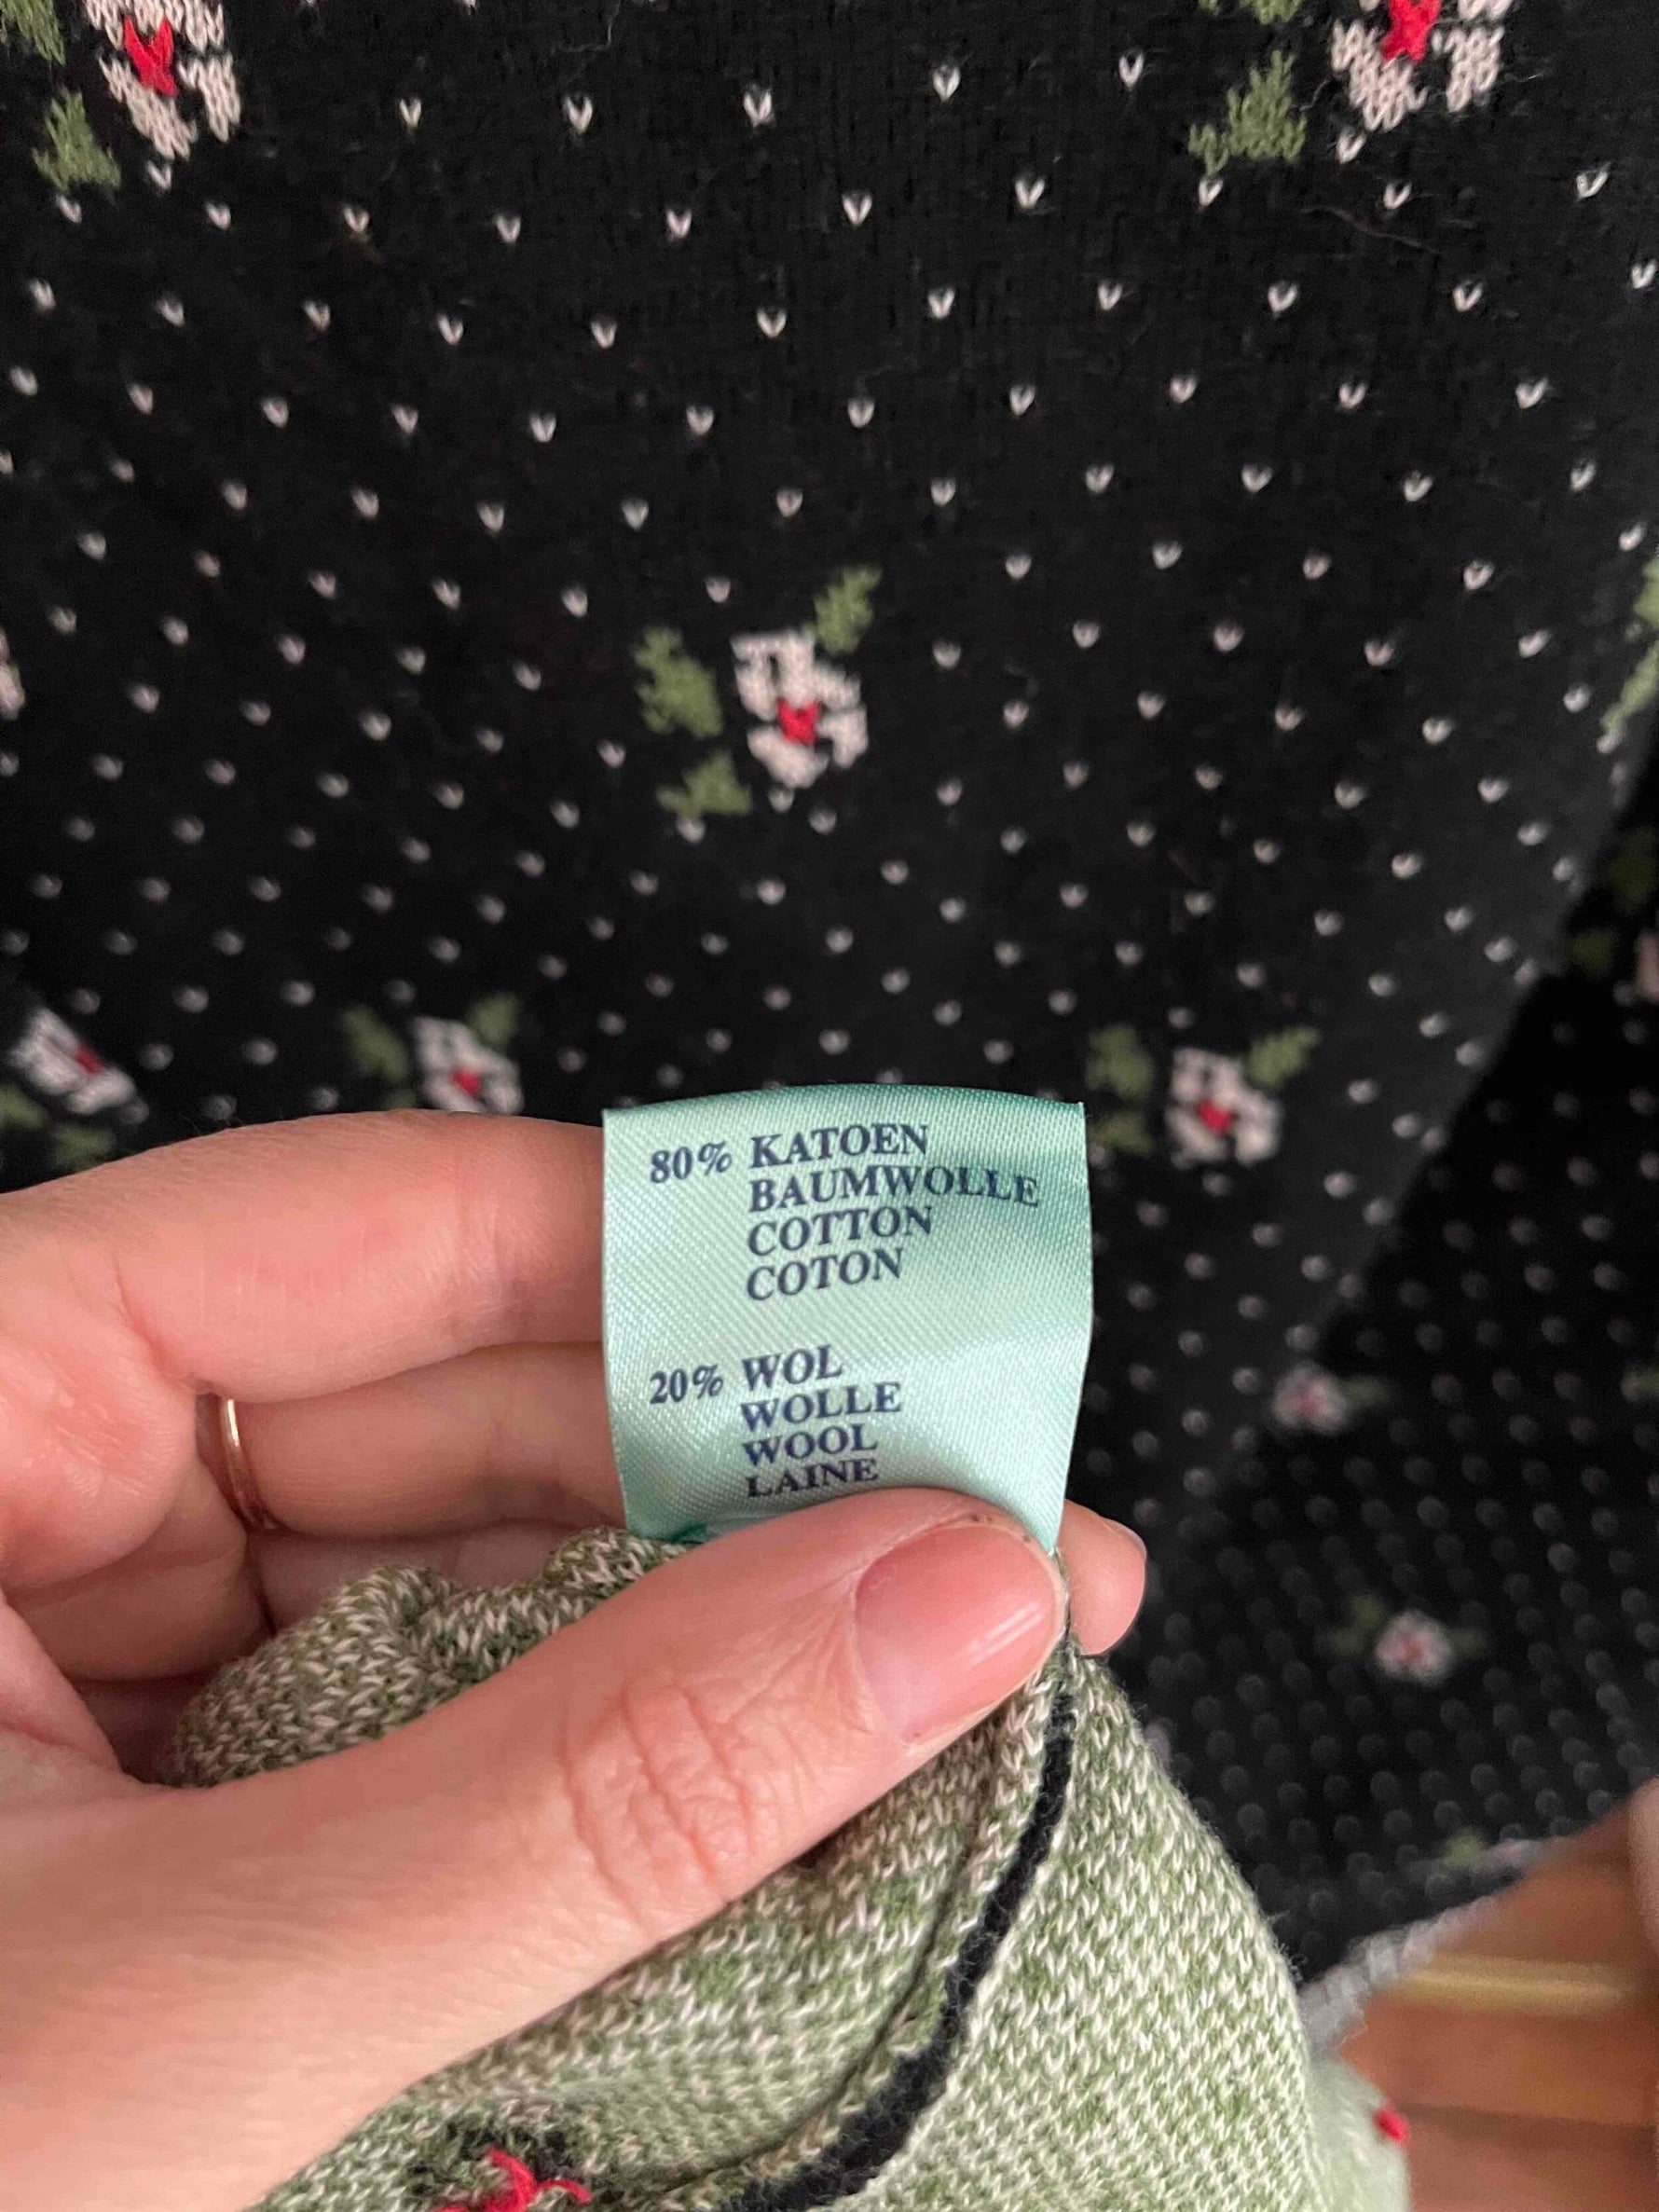 80% KATOEN
BAUMWOLLE
COTTON
COTON
20% WOL
WOLLE
WOOL
LAINE